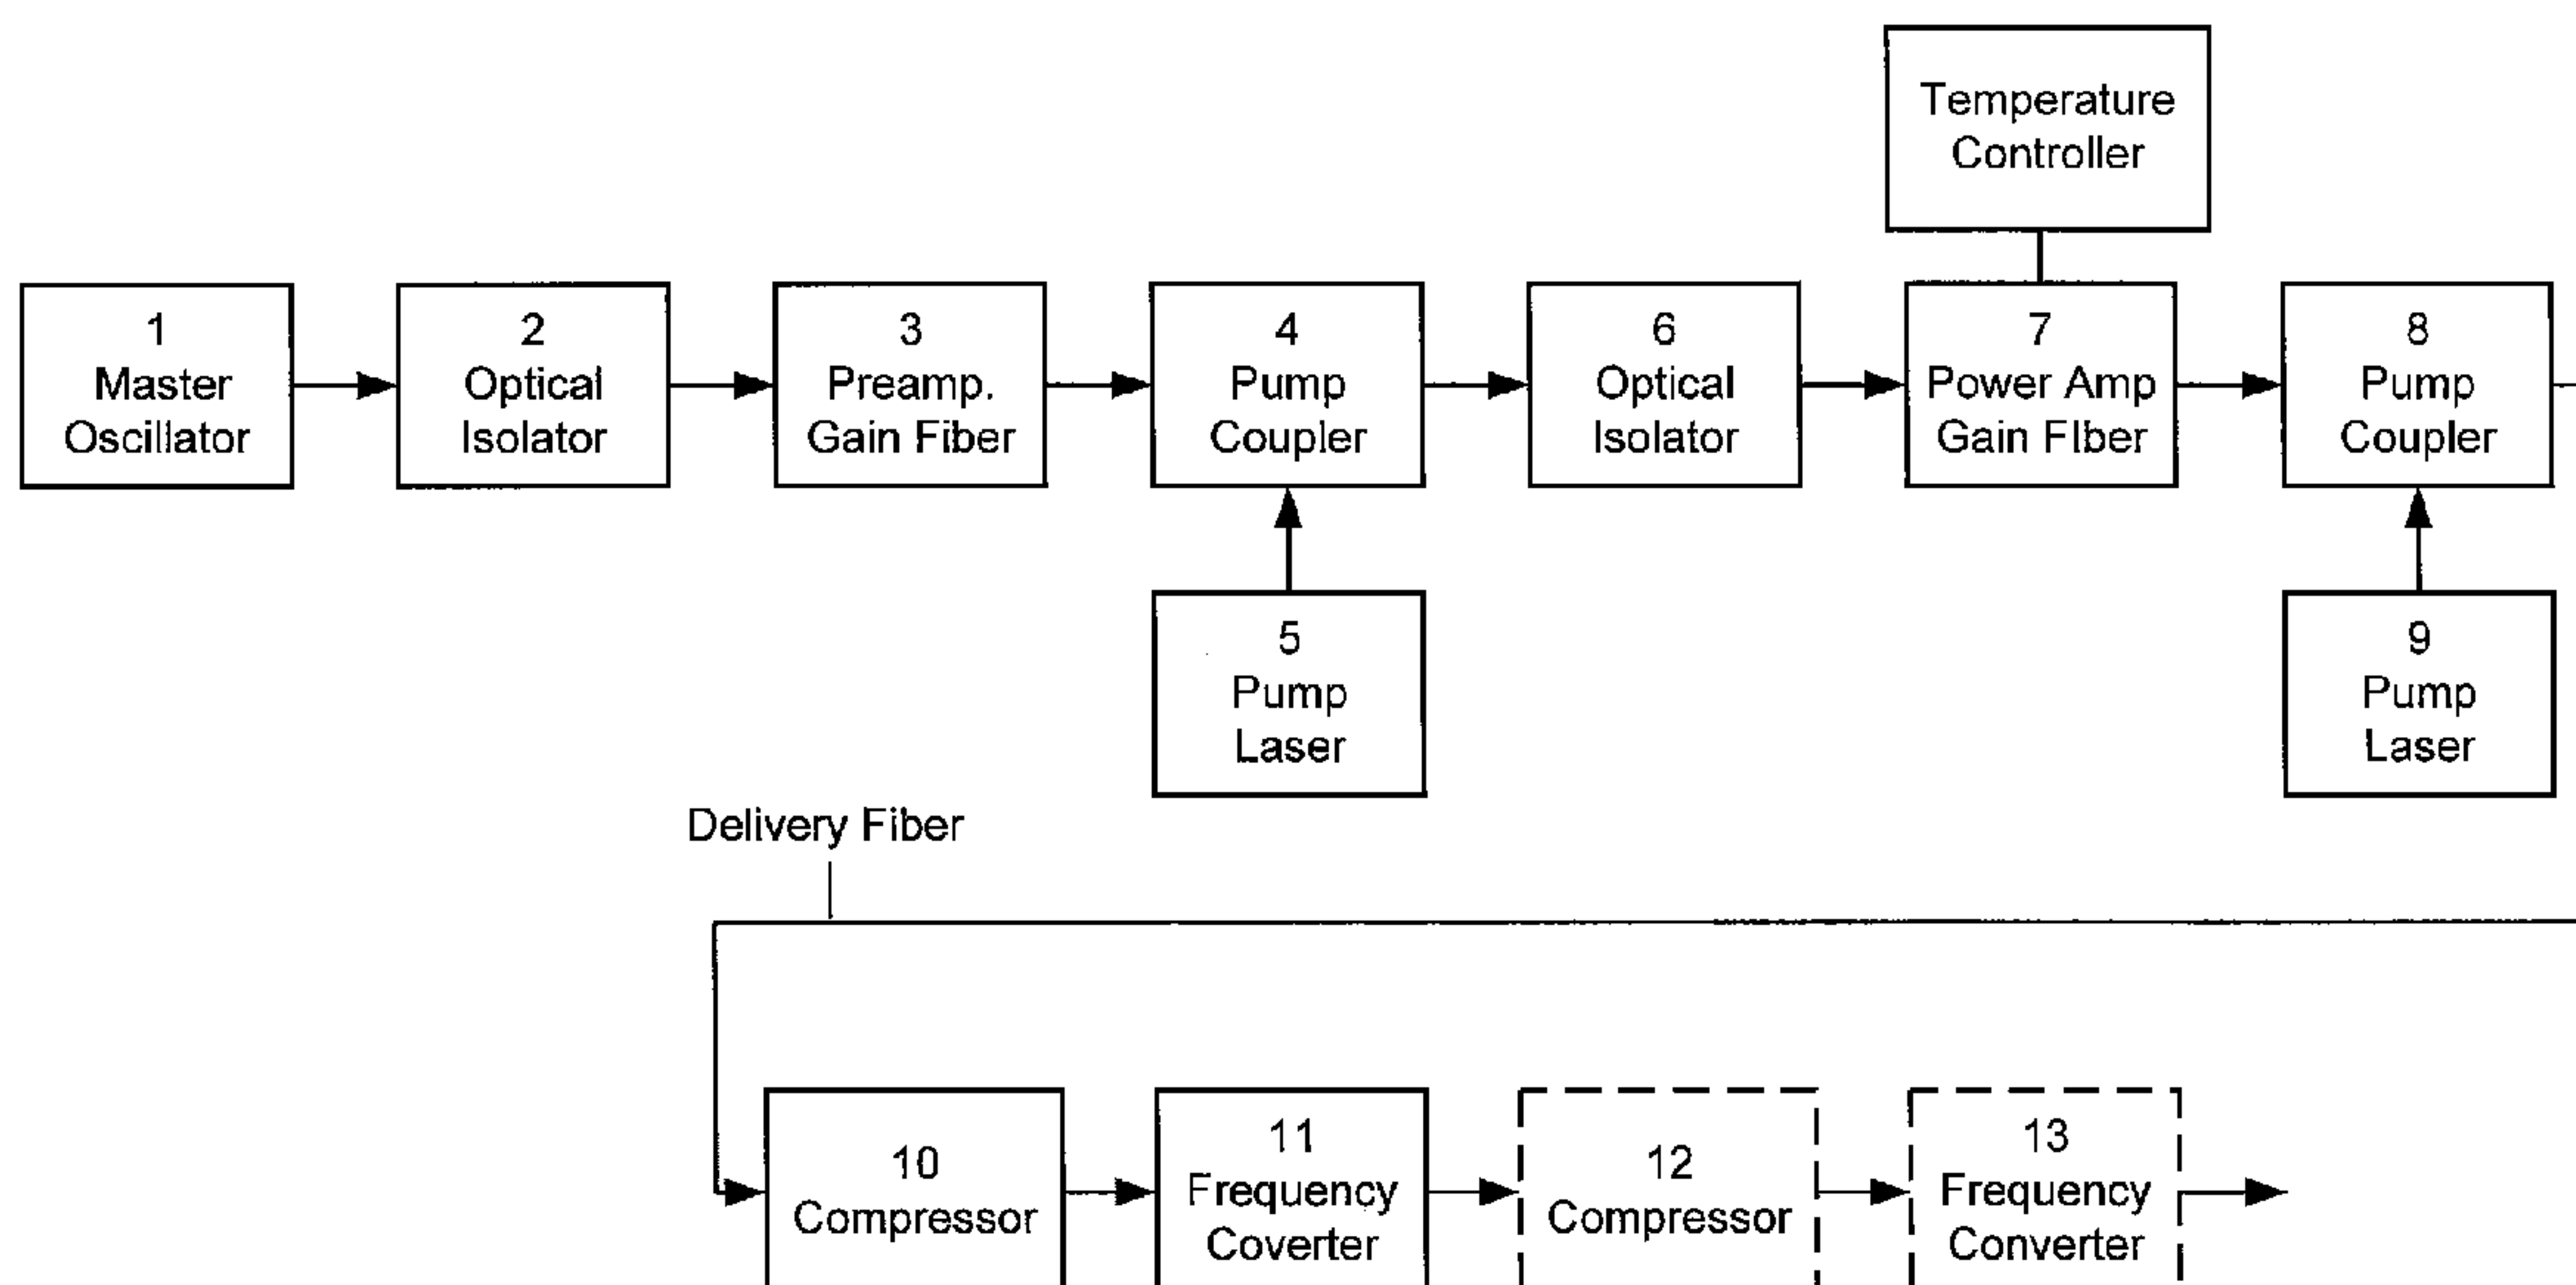 Temperature
Controller
1
Master
Oscillator
2
Optical
Isolator
3
Preamp.
Gain Fiber
4
Pump
Coupler
6
Optical
Isolator
7
Power Amp
Gain FIber
8
Pump
Coupler
5
Pump
Laser
9
Pump
Laser
Delivery Fiber
10
Compressor
11
Frequency
Coverter
12
Compressor
13
Frequency
Converter